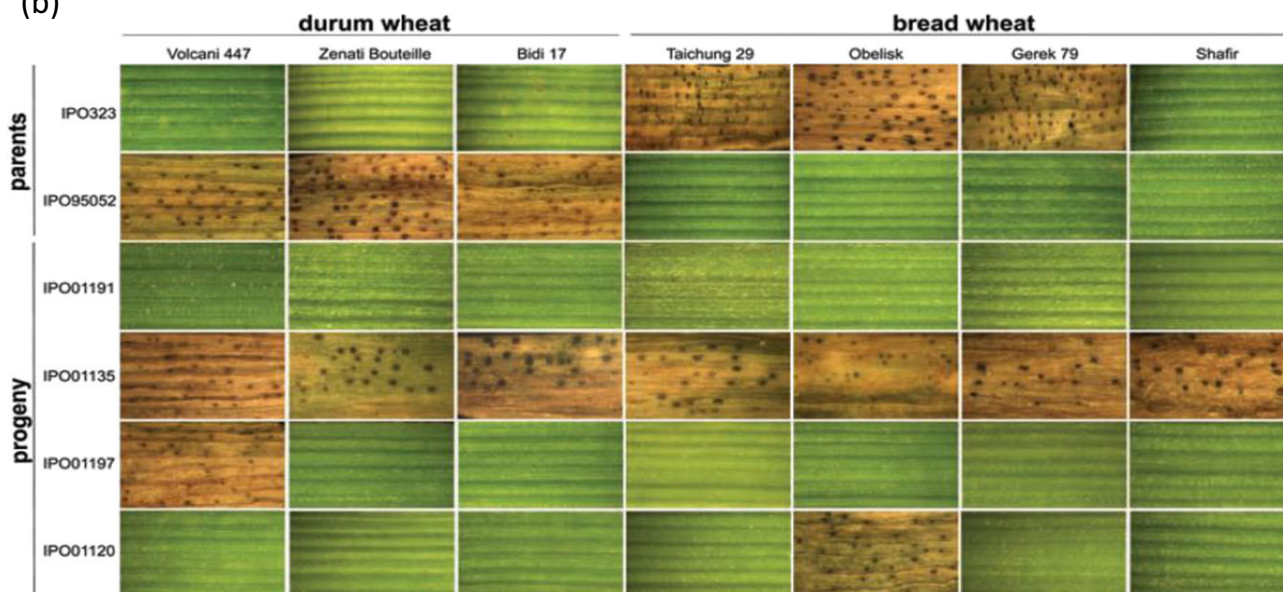 (b)
durum wheat bread wheat
Volcani 447 Zenati Bouteille Bidi 17 Taichung 29 Obelisk Gerek 79 Shafir
parents
IPO323
IPO95052
progeny
IPO01191
IPO01135
IPO01197
IPO01120